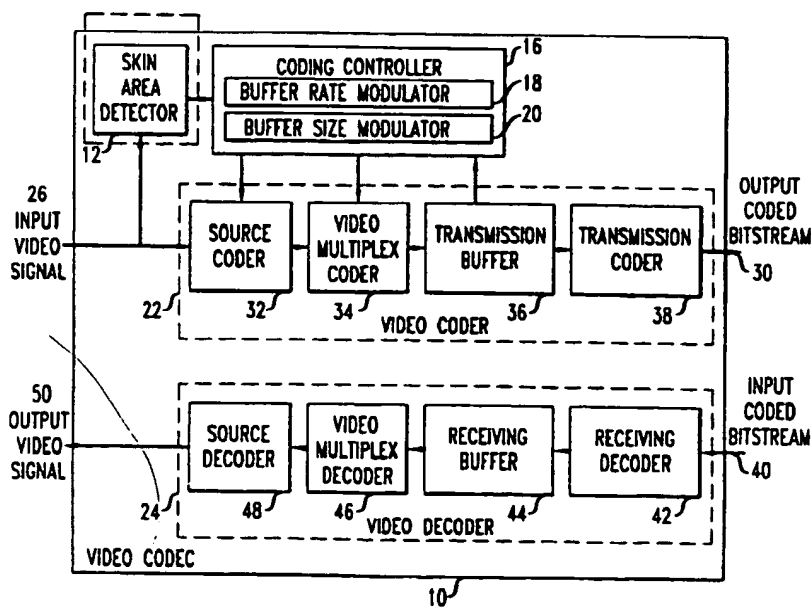 SKIN
AREA
DETECTOR
12
CODING CONTROLLER
16
BUFFER RATE MODULATOR
18
BUFFER SIZE MODULATOR
20
26
INPUT
VIDEO
SIGNAL
SOURCE
CODER
32
VIDEO
MULTIPLEX
CODER
34
TRANSMISSION
BUFFER
36
TRANSMISSION
CODER
38
OUTPUT
CODED
BITSTREAM
30
22
VIDEO CODER
50
OUTPUT
VIDEO
SIGNAL
SOURCE
DECODER
48
VIDEO
MULTIPLEX
DECODER
46
RECEIVING
BUFFER
44
RECEIVING
DECODER
42
INPUT
CODED
BITSTREAM
40
24
VIDEO DECODER
VIDEO CODEC
10